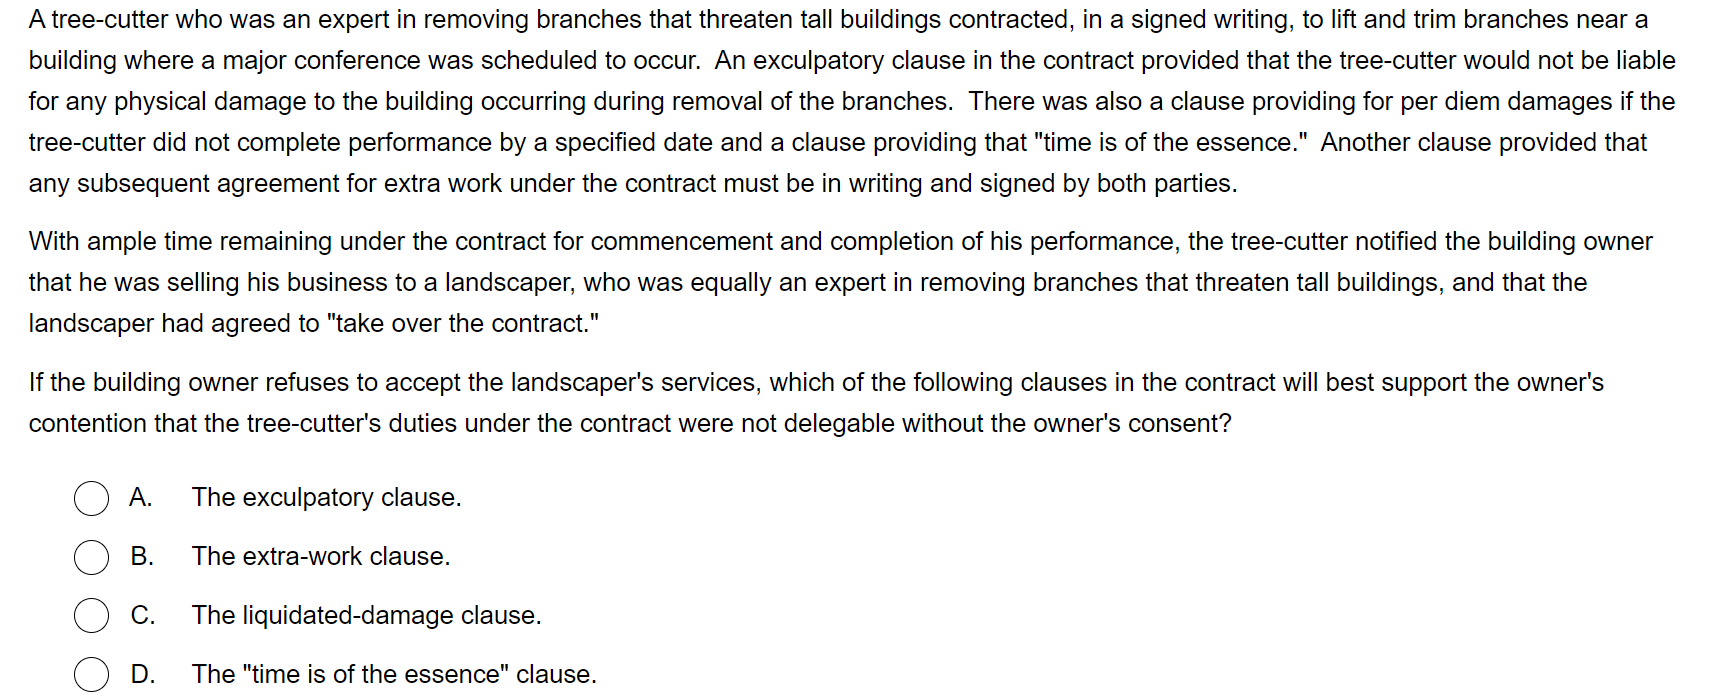 A tree-cutter who was an expert in removing branches that threaten tall buildings contracted, in a signed writing, to lift and trim branches near a
building where a major conference was scheduled to occur.  An exculpatory clause in the contract provided that the tree-cutter would not be liable
for any physical damage to the building occurring during removal of the branches.  There was also a clause providing for per diem damages if the
tree-cutter did not complete performance by a specified date and a clause providing that "time is of the essence."  Another clause provided that
any subsequent agreement for extra work under the contract must be in writing and signed by both parties.
With ample time remaining under the contract for commencement and completion of his performance, the tree-cutter notified the building owner
that he was selling his business to a landscaper, who was equally an expert in removing branches that threaten tall buildings, and that the
landscaper had agreed to "take over the contract."
If the building owner refuses to accept the landscaper's services, which of the following clauses in the contract will best support the owner's
contention that the tree-cutter's duties under the contract were not delegable without the owner's consent?
A. The exculpatory clause.
B. The extra-work clause.
C. The liquidated-damage clause.
D. The "time is of the essence" clause.